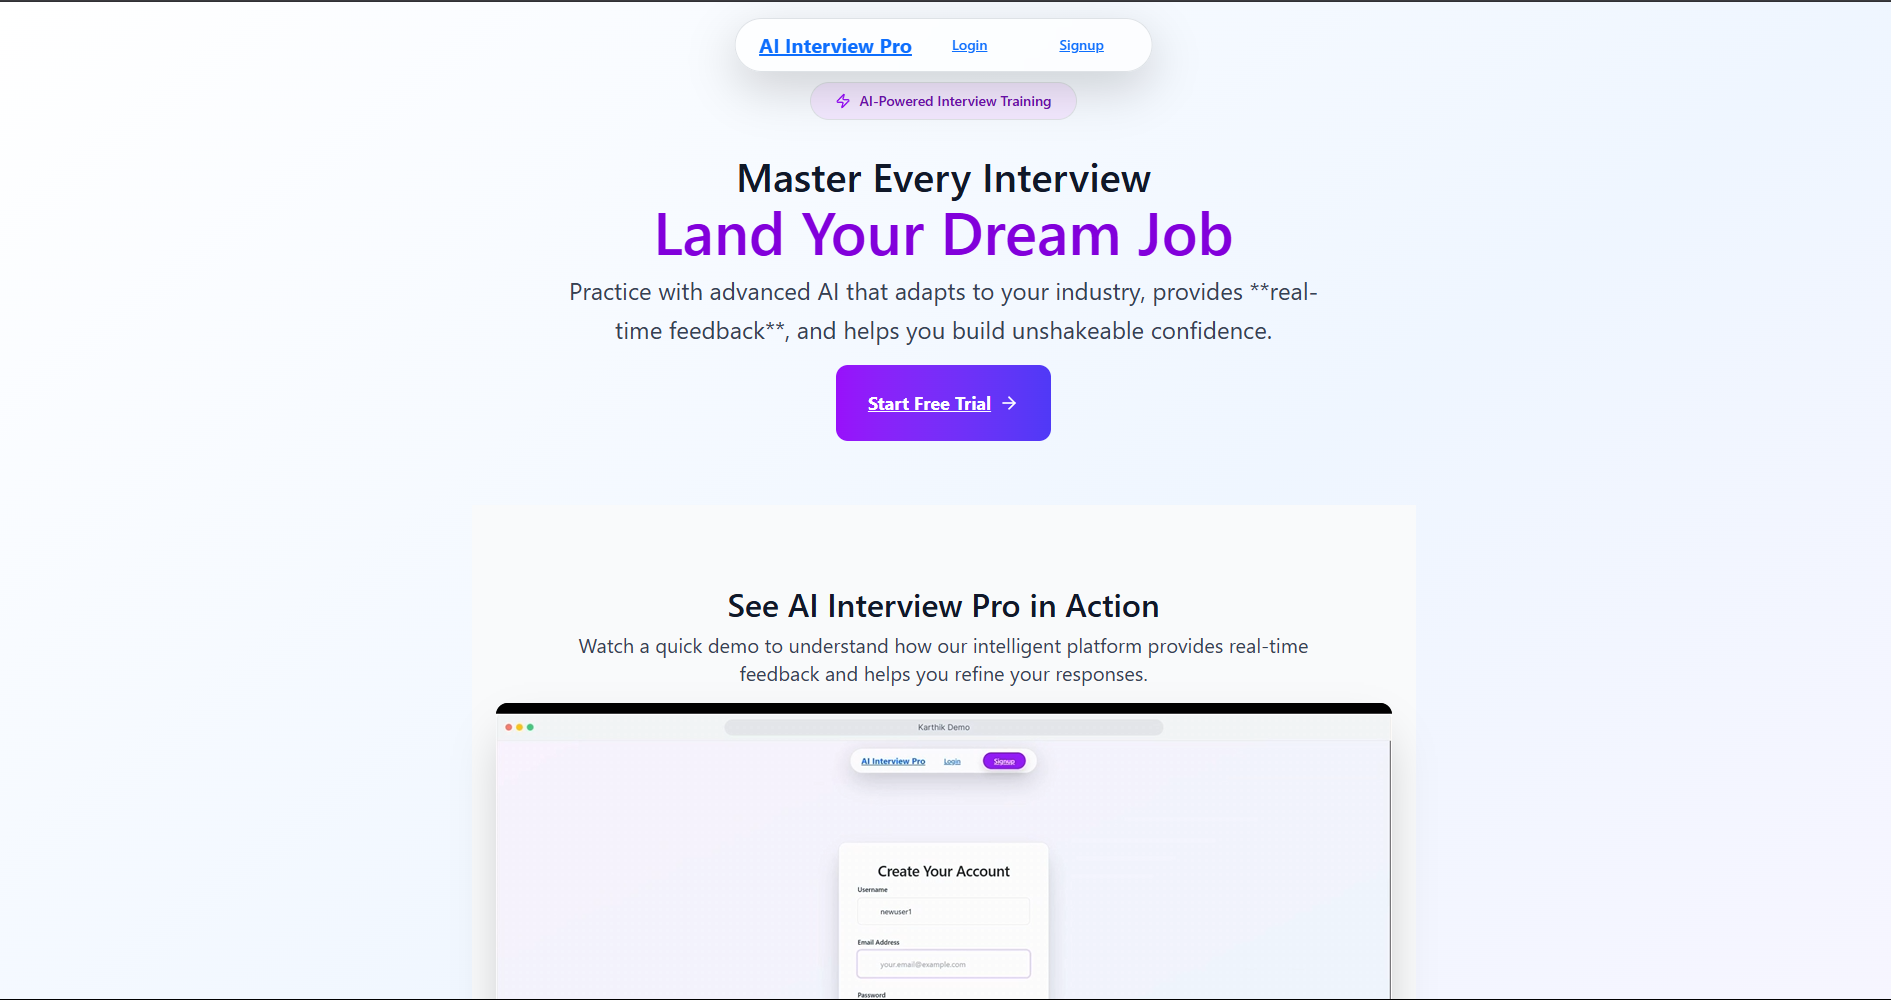 AI Interview Pro Login Signup
AI-Powered Interview Training
Master Every Interview
Land Your Dream Job
Practice with advanced AI that adapts to your industry, provides **real-
time feedback**, and helps you build unshakeable confidence.
Start Free Trial
See AI Interview Pro in Action
Watch a quick demo to understand how our intelligent platform provides real-time
feedback and helps you refine your responses.
Karthik Demo
AI Interview Pro Login Signup
Create Your Account
Username
newuser1
Email Address
your.email@example.com
Password